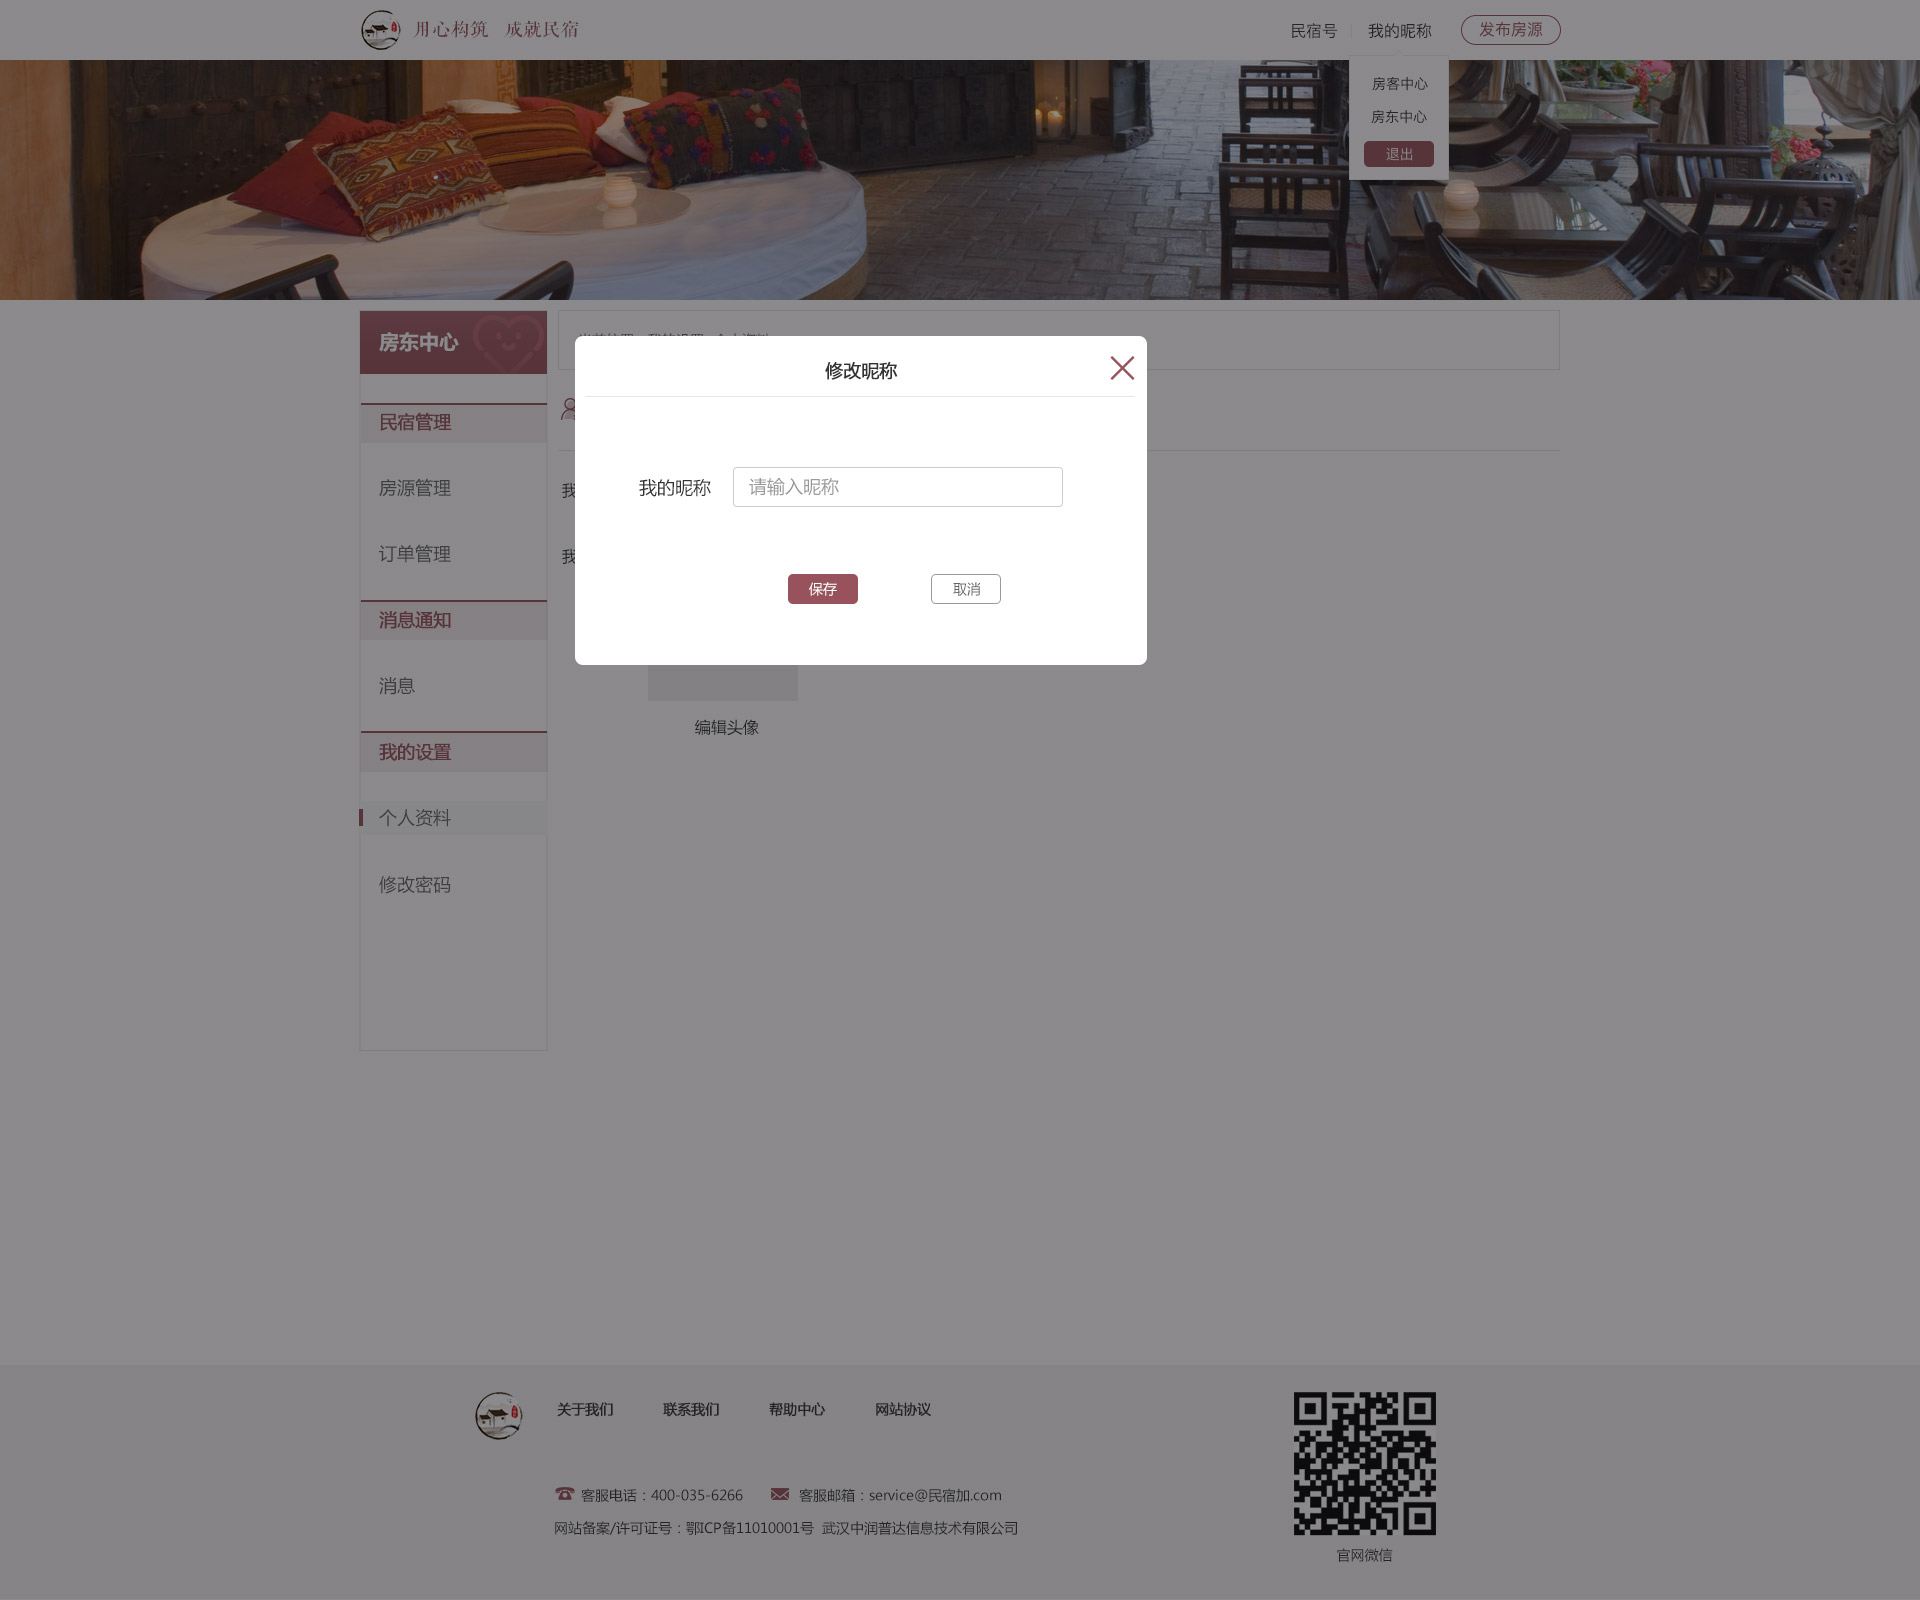 用心构筑 成就民宿
民宿号 我的昵称 发布房源
房客中心
房东中心
退出
房东中心
民宿管理
房源管理
订单管理
消息通知
消息
我的设置
个人资料
修改密码
修改昵称
我的昵称 请输入昵称
保存 取消
我
我
编辑头像
关于我们 联系我们 帮助中心 网站协议
客服电话：400-035-6266 客服邮箱：service@民宿加.com
网站备案/许可证号：鄂ICP备11010001号 武汉中润普达信息技术有限公司
官网微信